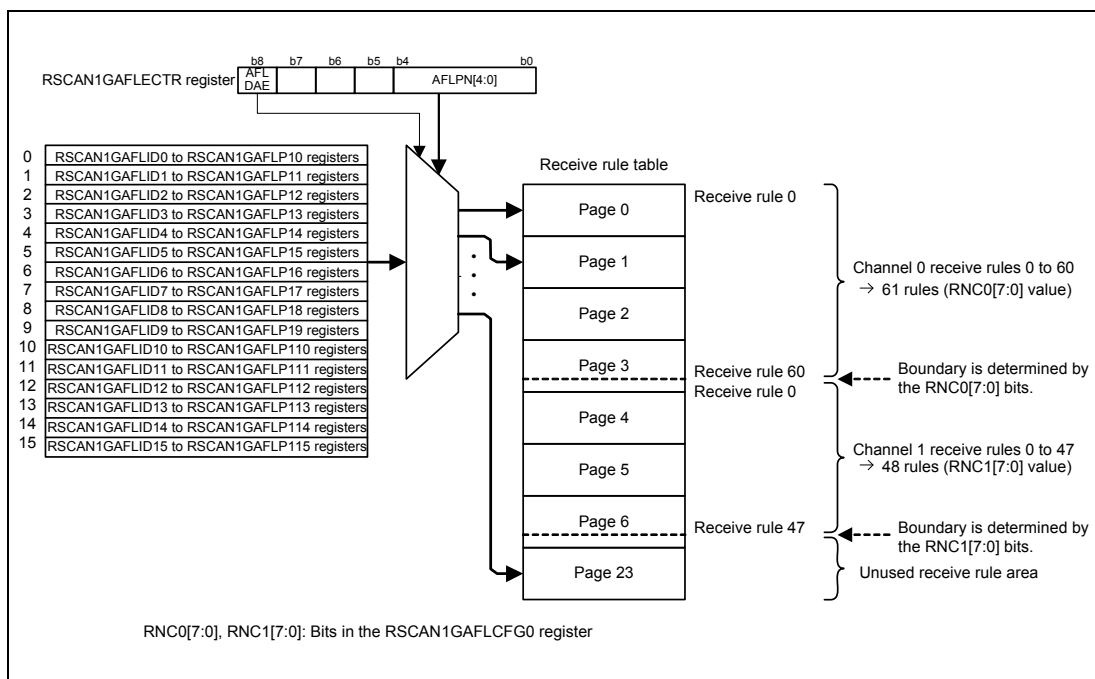 b8 b7 b6 b5 b4 b0
RSCAN1GAFLECTR register
AFL
DAE
AFLPN[4:0]
0 RSCAN1GAFLID0 to RSCAN1GAFLP10 registers
1 RSCAN1GAFLID1 to RSCAN1GAFLP11 registers
2 RSCAN1GAFLID2 to RSCAN1GAFLP12 registers
3 RSCAN1GAFLID3 to RSCAN1GAFLP13 registers
4 RSCAN1GAFLID4 to RSCAN1GAFLP14 registers
5 RSCAN1GAFLID5 to RSCAN1GAFLP15 registers
6 RSCAN1GAFLID6 to RSCAN1GAFLP16 registers
7 RSCAN1GAFLID7 to RSCAN1GAFLP17 registers
8 RSCAN1GAFLID8 to RSCAN1GAFLP18 registers
9 RSCAN1GAFLID9 to RSCAN1GAFLP19 registers
10 RSCAN1GAFLID10 to RSCAN1GAFLP110 registers
11 RSCAN1GAFLID11 to RSCAN1GAFLP111 registers
12 RSCAN1GAFLID12 to RSCAN1GAFLP112 registers
13 RSCAN1GAFLID13 to RSCAN1GAFLP113 registers
14 RSCAN1GAFLID14 to RSCAN1GAFLP114 registers
15 RSCAN1GAFLID15 to RSCAN1GAFLP115 registers
Receive rule table
Page 0
Page 1
Page 2
Page 3
Page 4
Page 5
Page 6
Page 23
Receive rule 0
Receive rule 60
Receive rule 0
Receive rule 47
Channel 0 receive rules 0 to 60
→ 61 rules (RNC0[7:0] value)
Boundary is determined by
the RNC0[7:0] bits.
Channel 1 receive rules 0 to 47
→ 48 rules (RNC1[7:0] value)
Boundary is determined by
the RNC1[7:0] bits.
Unused receive rule area
RNC0[7:0], RNC1[7:0]: Bits in the RSCAN1GAFLCFG0 register